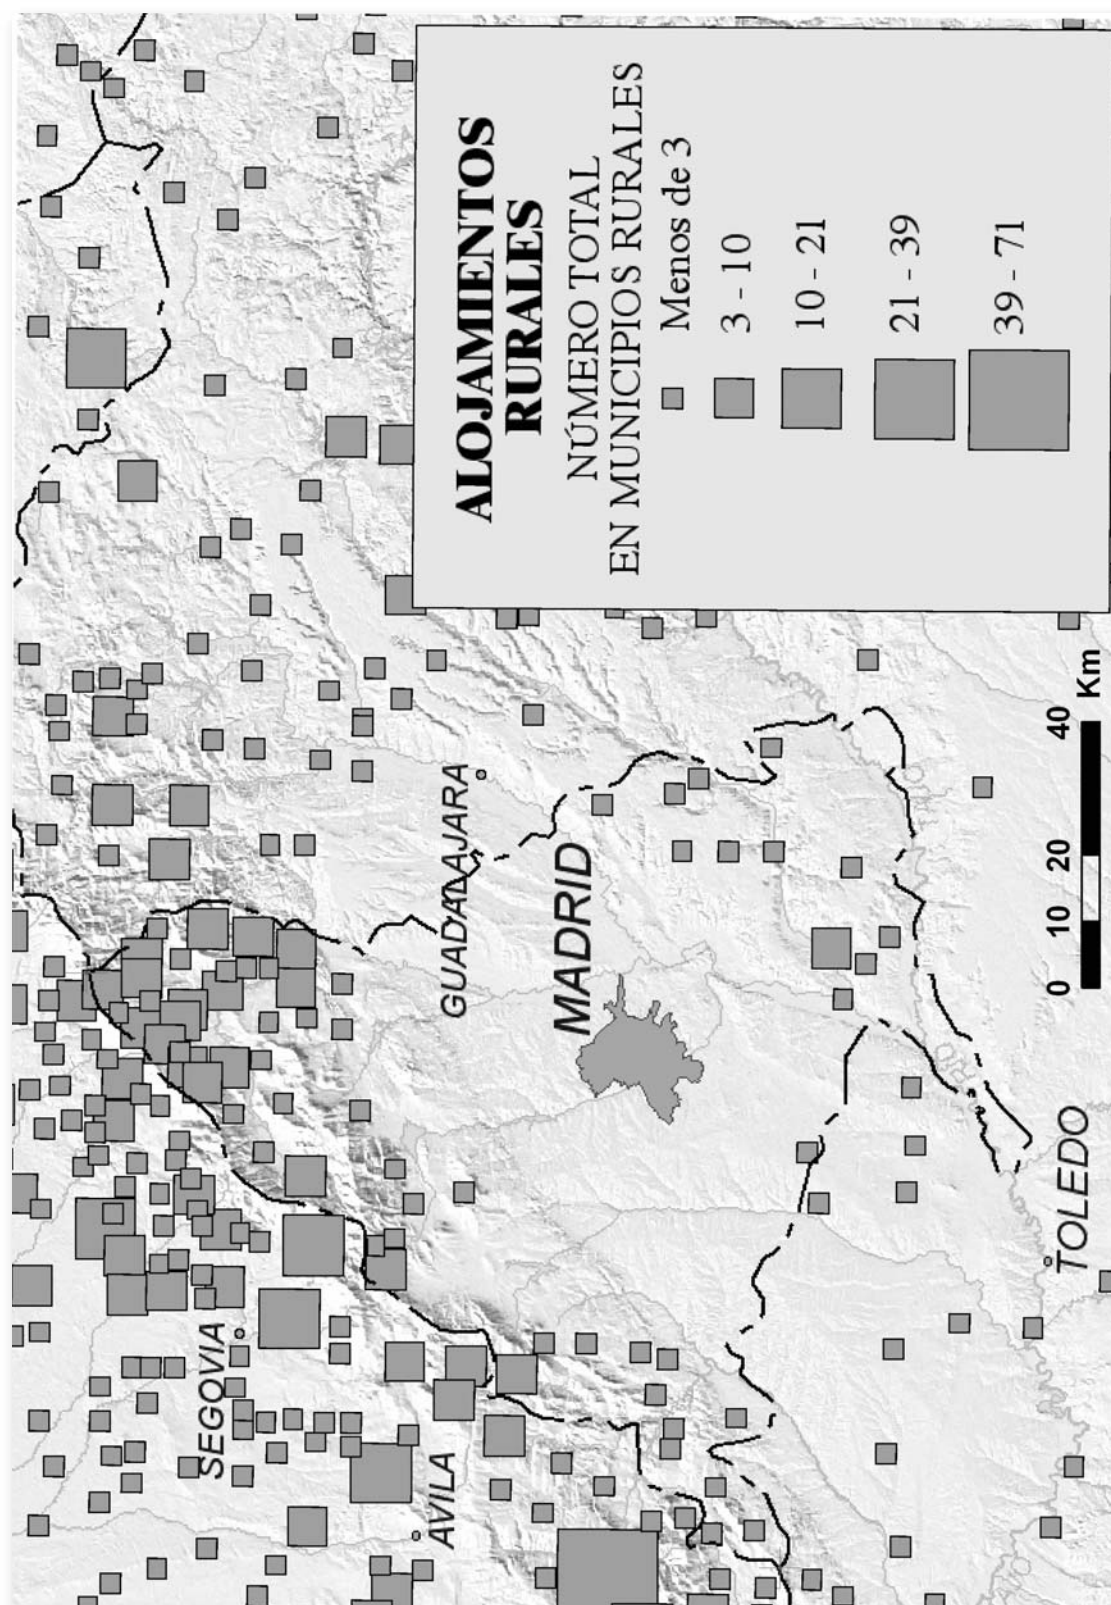 ALOJAMIENTOS
RURALES
NÚMERO TOTAL
EN MUNICIPIOS RURALES
Menos de 3
3 - 10
10 - 21
21 - 39
39 - 71
SEGOVIA
AVILA
GUADALAJARA
MADRID
TOLEDO
0 10 20 40 Km